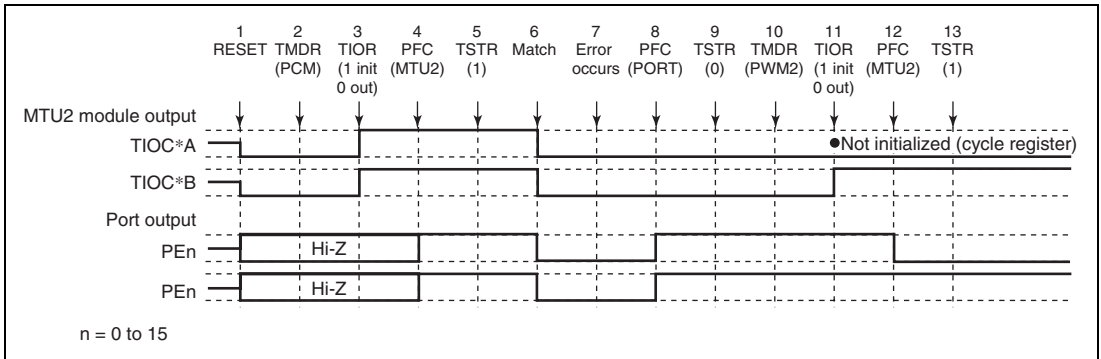 1 2 3 4 5 6 7 8 9 10 11 12 13
RESET TMDR TIOR PFC TSTR Match Error PFC TSTR TMDR TIOR PFC TSTR
(PCM) (1 init (MTU2) (1) occurs (PORT) (0) (PWM2) (1 init (MTU2) (1)
0 out) 0 out)
MTU2 module output
TIOC*A ●Not initialized (cycle register)
TIOC*B
Port output
PEn Hi-Z
PEn Hi-Z
n = 0 to 15